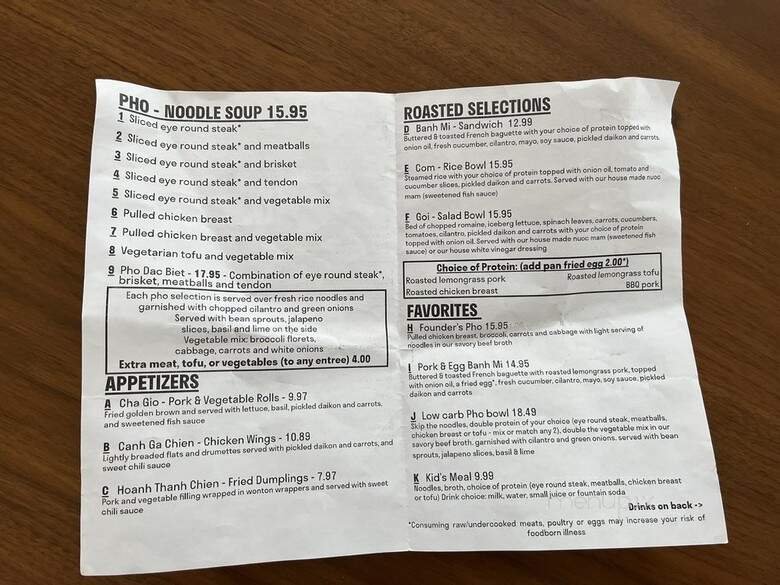 PHO - NOODLE SOUP 15.95
1 Sliced eye round steak*
2 Sliced eye round steak* and meatballs
3 Sliced eye round steak* and brisket
4 Sliced eye round steak* and tendon
5 Sliced eye round steak* and vegetable mix
6 Pulled chicken breast
7 Pulled chicken breast and vegetable mix
8 Vegetarian tofu and vegetable mix
9 Pho Dac Biet - 17.95 - Combination of eye round steak*,
brisket, meatballs and tendon
Each pho selection is served over fresh rice noodles and
garnished with chopped cilantro and green onions
Served with bean sprouts, jalapeno
slices, basil and lime on the side
Vegetable mix: broccoli florets,
cabbage, carrots and white onions
Extra meat, tofu, or vegetables (to any entree) 4.00
APPETIZERS
A Cha Gio - Pork & Vegetable Rolls - 9.97
Fried golden brown and served with lettuce, basil, pickled daikon and carrots,
and sweetened fish sauce
B Canh Ga Chien - Chicken Wings - 10.89
Lightly breaded flats and drumettes served with pickled daikon and carrots, and
sweet chili sauce
C Hoanh Thanh Chien - Fried Dumplings - 7.97
Pork and vegetable filling wrapped in wonton wrappers and served with sweet
chili sauce
ROASTED SELECTIONS
D Banh Mi - Sandwich 12.99
Buttered & toasted French baguette with your choice of protein topped with
onion oil, fresh cucumber, cilantro, mayo, soy sauce, pickled daikon and carrots
E Com - Rice Bowl 15.95
Steamed rice with your choice of protein topped with onion oil, tomato and
cucumber slices, pickled daikon and carrots. Served with our house made nuoc
mam (sweetened fish sauce)
F Goi - Salad Bowl 15.95
Bed of chopped romaine, iceberg lettuce, spinach leaves, carrots, cucumbers,
tomatoes, cilantro, pickled daikon and carrots with your choice of protein
topped with onion oil. Served with our house made nuoc mam (sweetened fish
sauce) or our house white vinegar dressing
Choice of Protein: (add pan fried egg 2.00*)
Roasted lemongrass pork Roasted lemongrass tofu
Roasted chicken breast BBQ pork
FAVORITES
H Founder's Pho 15.95
Pulled chicken breast, broccoli, carrots and cabbage with light serving of
noodles in our savory beef broth
I Pork & Egg Banh Mi 14.95
Buttered & toasted French baguette with roasted lemongrass pork, topped
with onion oil, a fried egg*, fresh cucumber, cilantro, mayo, soy sauce, pickled
daikon and carrots
J Low carb Pho bowl 18.49
Skip the noodles, double protein of your choice (eye round steak, meatballs,
chicken breast or tofu - mix or match any 2), double the vegetable mix in our
savory beef broth, garnished with cilantro and green onions, served with bean
sprouts, jalapeno slices, basil & lime
K Kid's Meal 9.99
Noodles, broth, choice of protein (eye round steak, meatballs, chicken breast
or tofu) Drink choice: milk, water, small juice or fountain soda
Drinks on back ->
*Consuming raw/undercooked meats, poultry or eggs may increase your risk of
foodborn illness